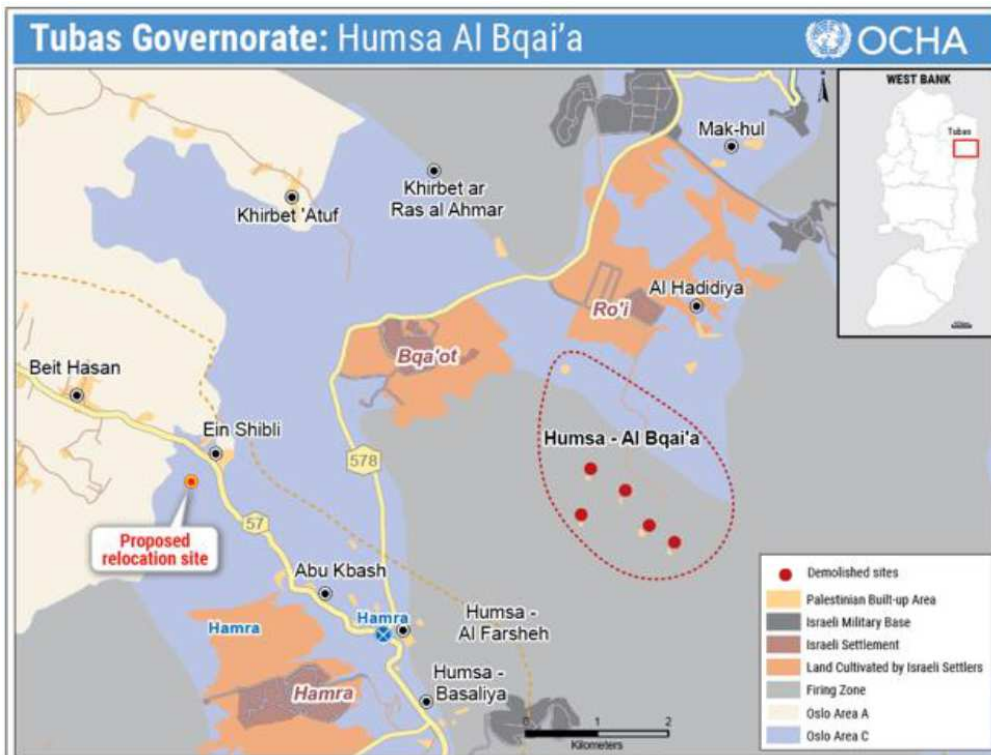 Tubas Governorate: Humsa Al Bqai'a
OCHA
WEST BANK
Tubas
Mak-hul
Khirbet ar
Ras al Ahmar
Khirbet 'Atuf
Al Hadidiya
Ro'i
Bqa'ot
Beit Hasan
Ein Shibli
Humsa - Al Bqai'a
578
57
Proposed
relocation site
Abu Kbash
Hamra
Hamra
Humsa -
Al Farsheh
Hamra
Humsa -
Basaliya
0 1 2
Kilometers
Demolished sites
Palestinian Built-up Area
Israeli Military Base
Israeli Settlement
Land Cultivated by Israeli Settlers
Firing Zone
Oslo Area A
Oslo Area C